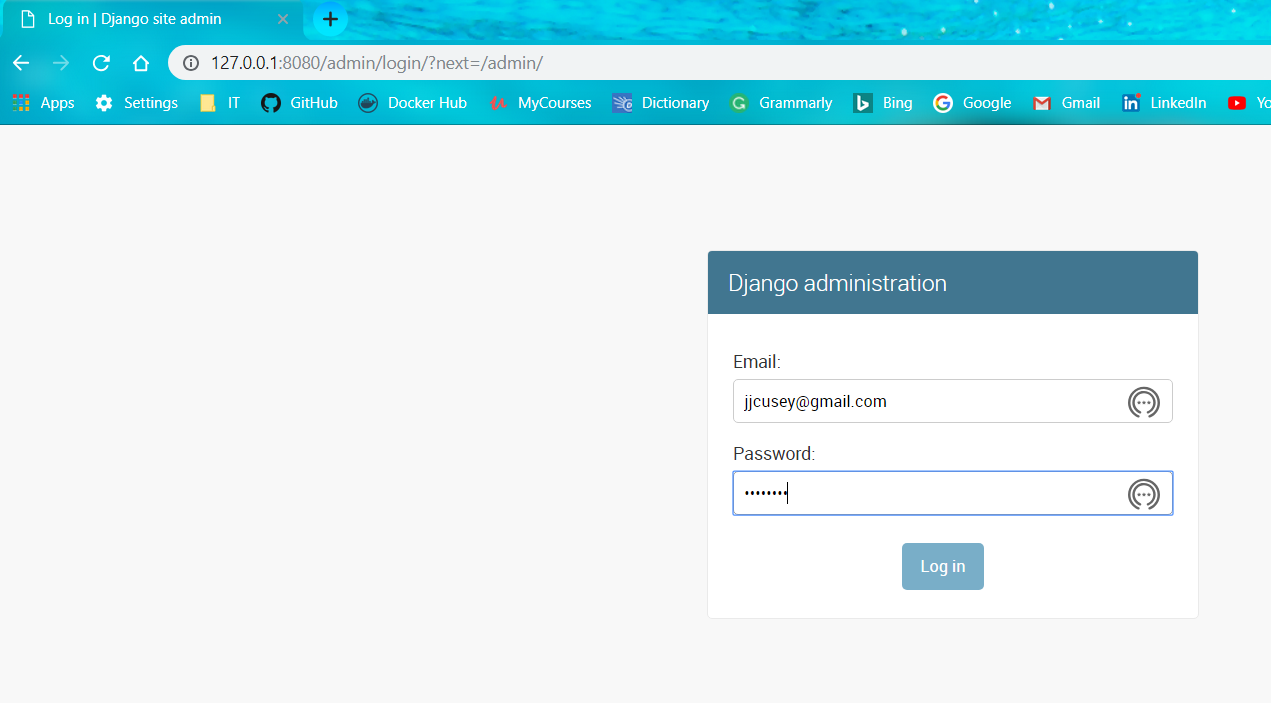 Log in | Django site admin
127.0.0.1:8080/admin/login/?next=/admin/
Apps Settings IT GitHub Docker Hub MyCourses Dictionary Grammarly Bing Google Gmail LinkedIn Yo
Django administration
Email:
jjcusey@gmail.com
Password:
••••••••
Log in